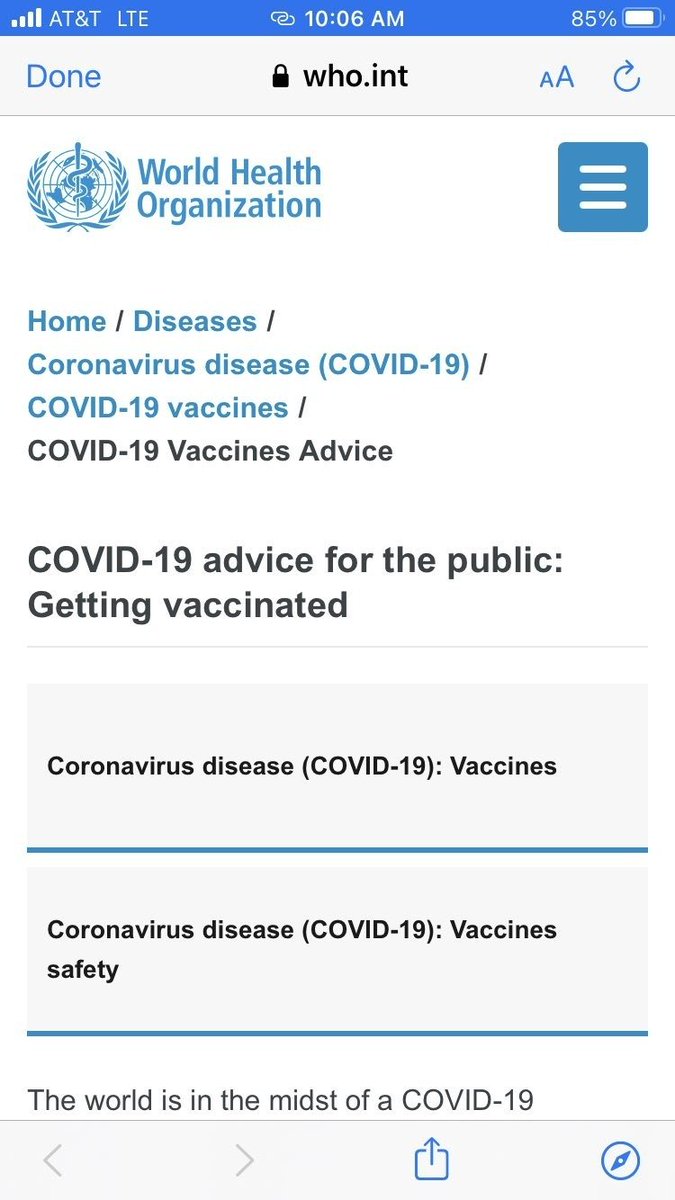 AT&T LTE 10:06 AM 85%
Done who.int AA
World Health
Organization
Home / Diseases /
Coronavirus disease (COVID-19) /
COVID-19 vaccines /
COVID-19 Vaccines Advice
COVID-19 advice for the public:
Getting vaccinated
Coronavirus disease (COVID-19): Vaccines
Coronavirus disease (COVID-19): Vaccines
safety
The world is in the midst of a COVID-19